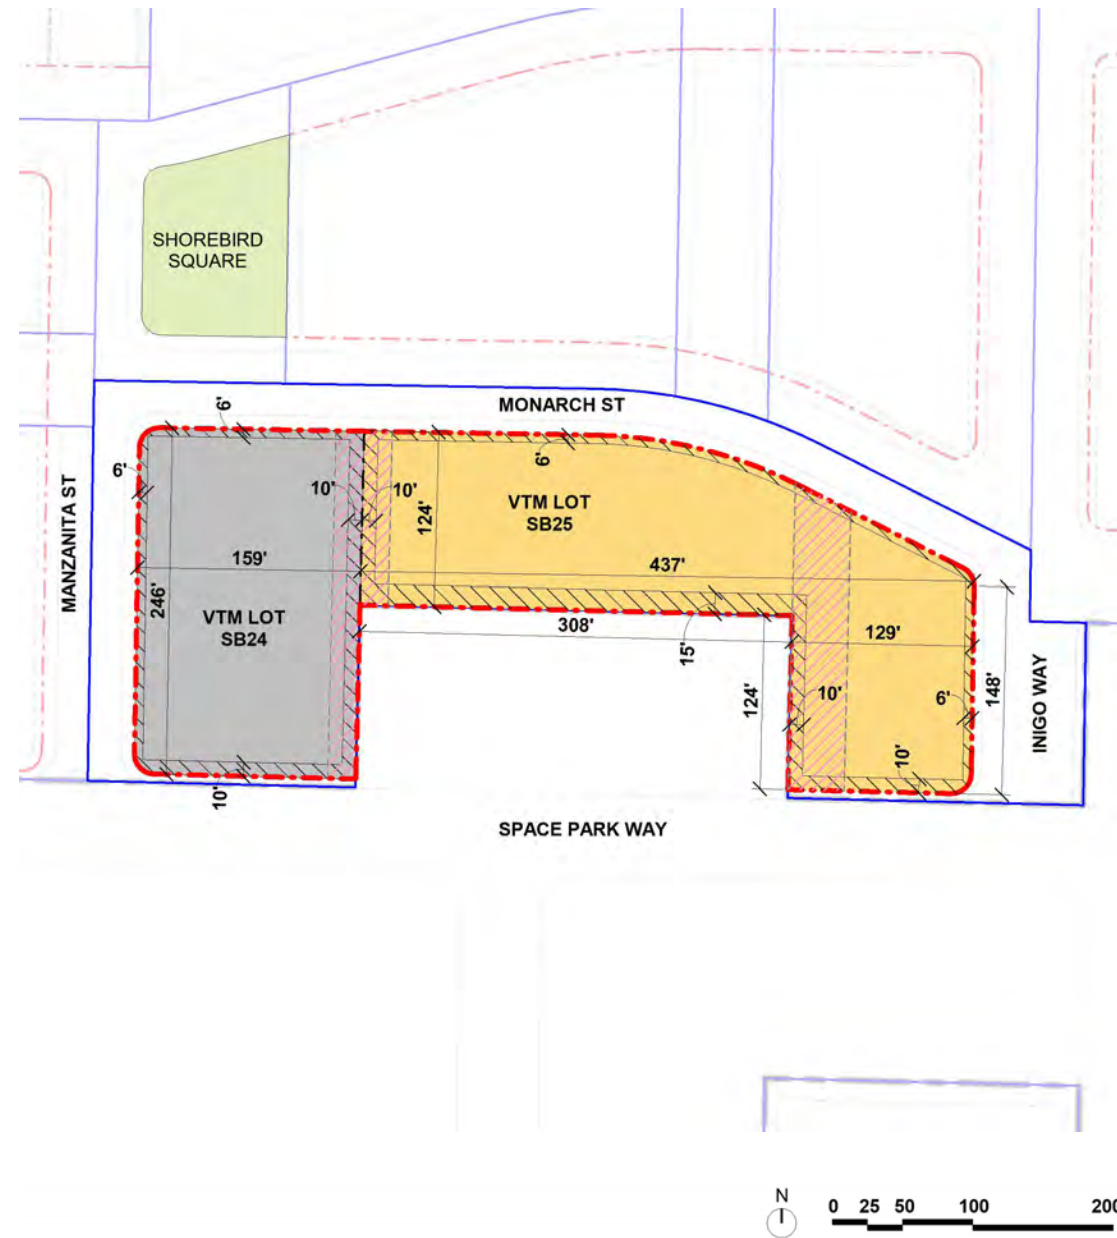 SHOREBIRD
SQUARE
MONARCH ST
6'
6'
6'
10'
10'
124'
VTM LOT
SB25
MANZANITA ST
159'
437'
246'
VTM LOT
SB24
308'
129'
15'
124'
10'
6'
148'
INIGO WAY
10'
10'
SPACE PARK WAY
N
0 25 50 100 200